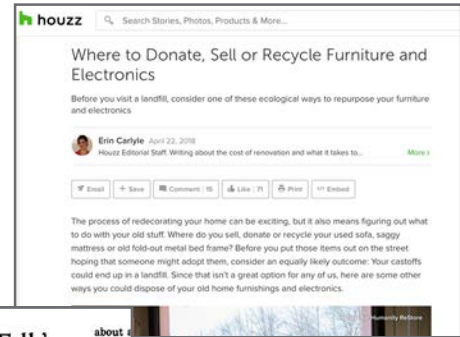 houzz
Search Stories, Photos, Products & More...
Where to Donate, Sell or Recycle Furniture and
Electronics
Before you visit a landfill, consider one of these ecological ways to repurpose your furniture
and electronics
Erin Carlyle April 22, 2018
Houzz Editorial Staff. Writing about the cost of renovation and what it takes to...
More
Email
Save
Comment | 15
Like | 71
Print
Embed
The process of redecorating your home can be exciting, but it also means figuring out what
to do with your old stuff. Where do you sell, donate or recycle your used sofa, saggy
mattress or old fold-out metal bed frame? Before you put those items out on the street
hoping that someone might adopt them, consider an equally likely outcome: Your castoffs
could end up in a landfill. Since that isn't a great option for any of us, here are some other
ways you could dispose of your old home furnishings and electronics.
Humanity ReStore
about